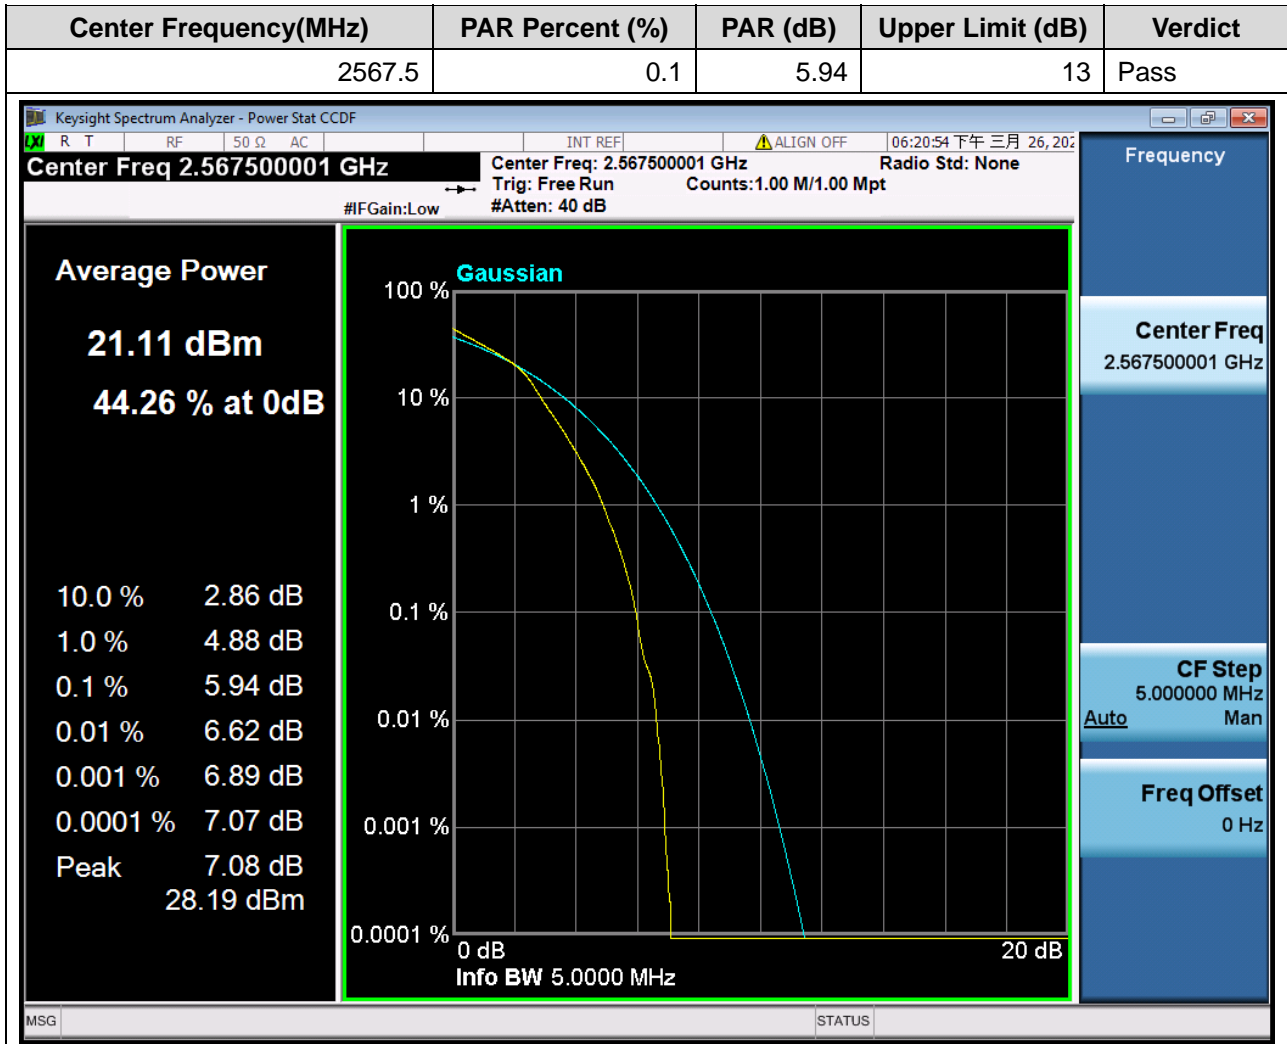 Center Frequency(MHz) PAR Percent (%) PAR (dB) Upper Limit (dB) Verdict
2567.5 0.1 5.94 13 Pass
Keysight Spectrum Analyzer - Power Stat CCDF
LXI R T RF 50 Ω AC INT REF ALIGN OFF 06:20:54 下午 三月 26, 202
Center Freq 2.567500001 GHz
Center Freq: 2.567500001 GHz Radio Std: None
Trig: Free Run Counts:1.00 M/1.00 Mpt
#IFGain:Low #Atten: 40 dB
Average Power
21.11 dBm
44.26 % at 0dB
10.0 % 2.86 dB
1.0 % 4.88 dB
0.1 % 5.94 dB
0.01 % 6.62 dB
0.001 % 6.89 dB
0.0001 % 7.07 dB
Peak 7.08 dB
28.19 dBm
Gaussian
100 %
10 %
1 %
0.1 %
0.01 %
0.001 %
0.0001 %
0 dB 20 dB
Info BW 5.0000 MHz
Frequency
Center Freq
2.567500001 GHz
CF Step
5.000000 MHz
Auto Man
Freq Offset
0 Hz
MSG STATUS